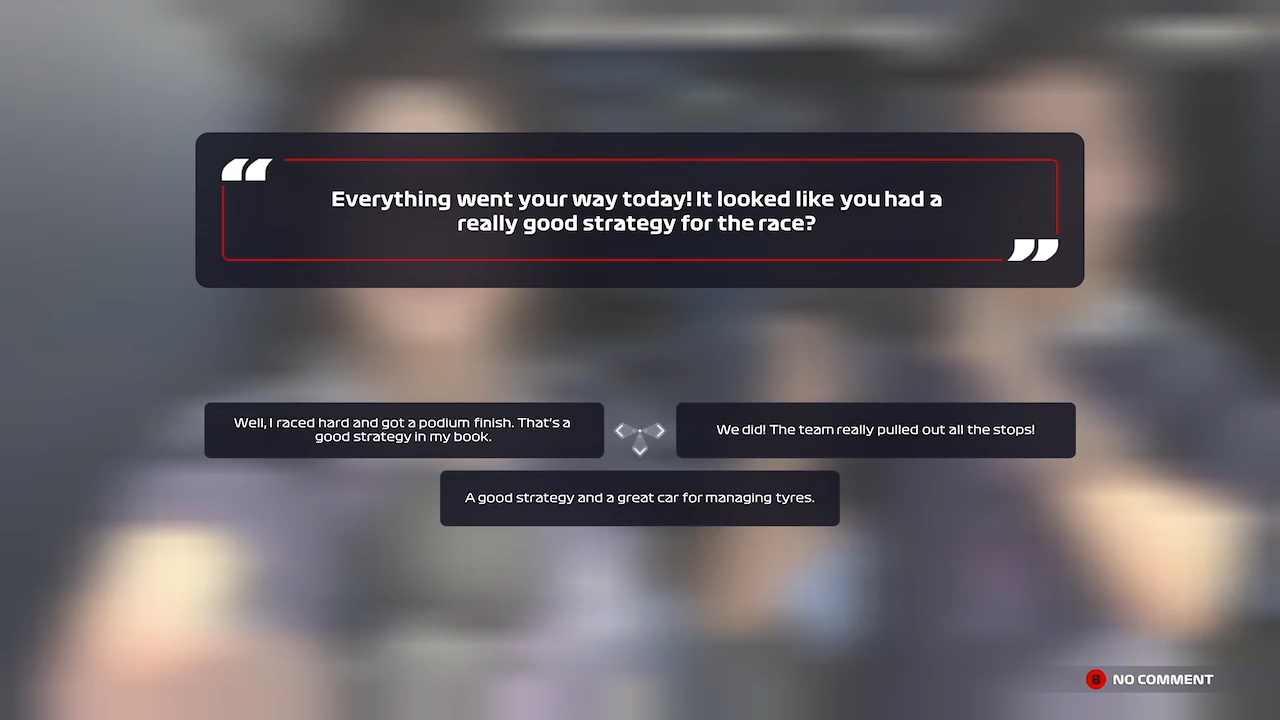 Everything went your way today! It looked like you had a
really good strategy for the race?
Well, I raced hard and got a podium finish. That's a
good strategy in my book.
We did! The team really pulled out all the stops!
A good strategy and a great car for managing tyres.
B NO COMMENT